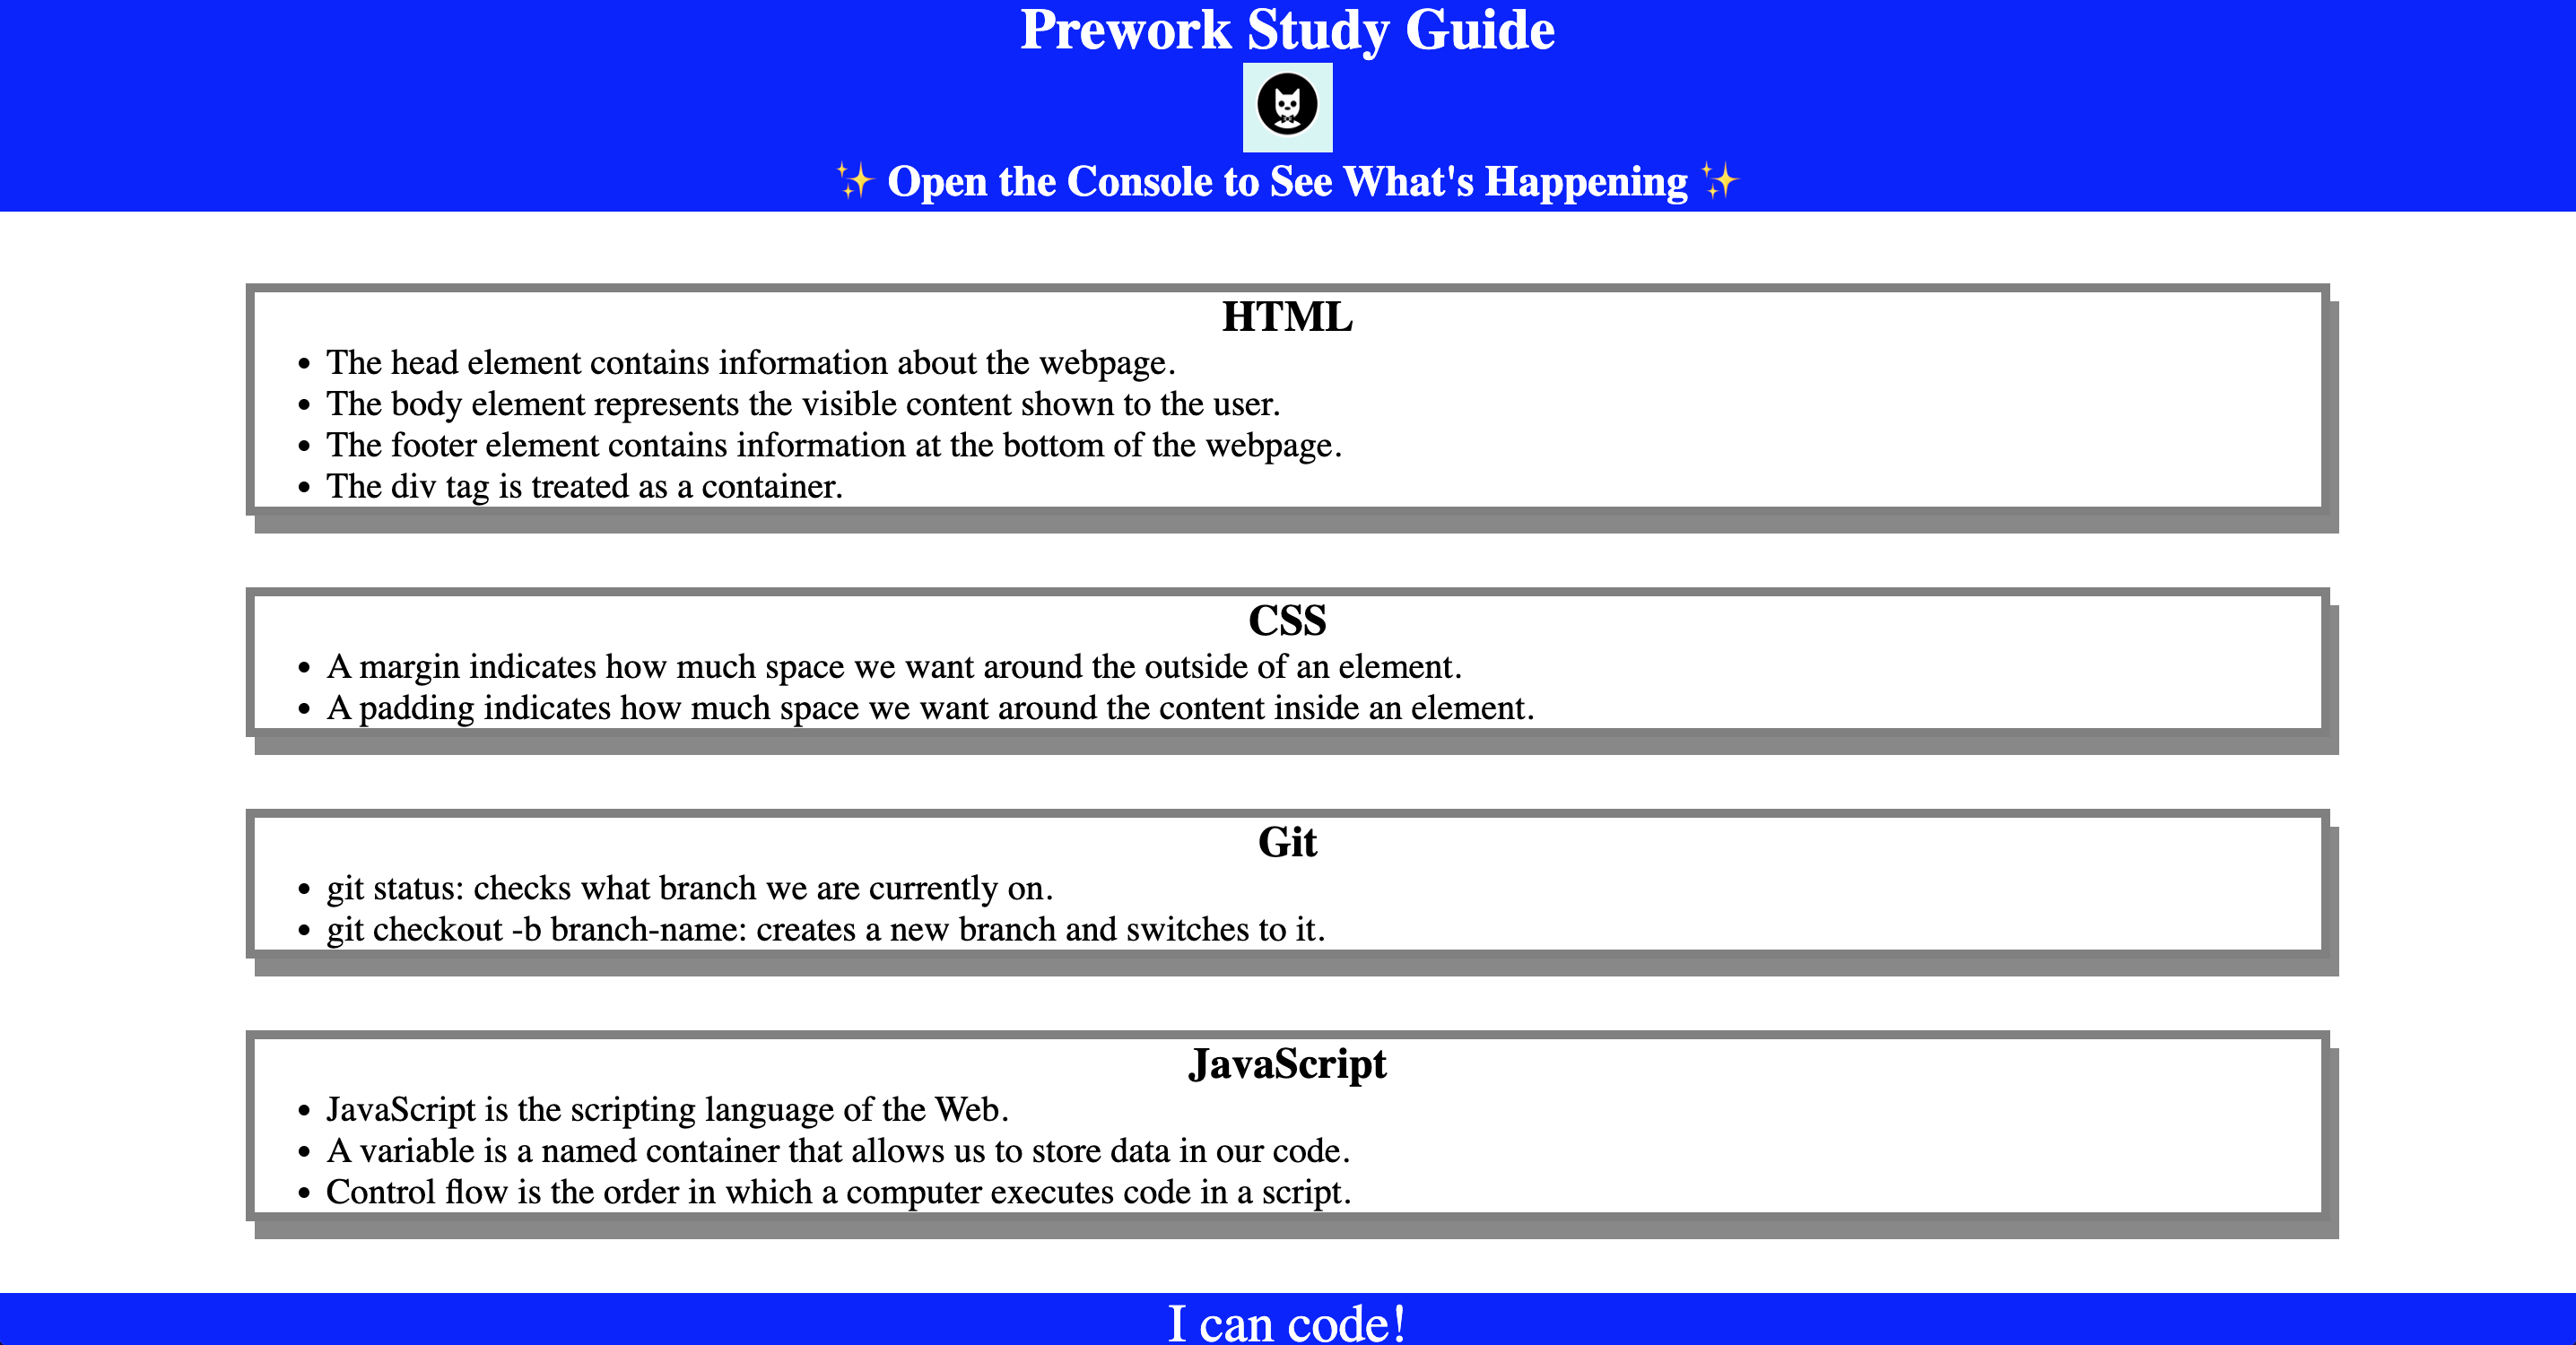 Prework Study Guide
✨ Open the Console to See What's Happening ✨
HTML
• The head element contains information about the webpage.
• The body element represents the visible content shown to the user.
• The footer element contains information at the bottom of the webpage.
• The div tag is treated as a container.
CSS
• A margin indicates how much space we want around the outside of an element.
• A padding indicates how much space we want around the content inside an element.
Git
• git status: checks what branch we are currently on.
• git checkout -b branch-name: creates a new branch and switches to it.
JavaScript
• JavaScript is the scripting language of the Web.
• A variable is a named container that allows us to store data in our code.
• Control flow is the order in which a computer executes code in a script.
I can code!